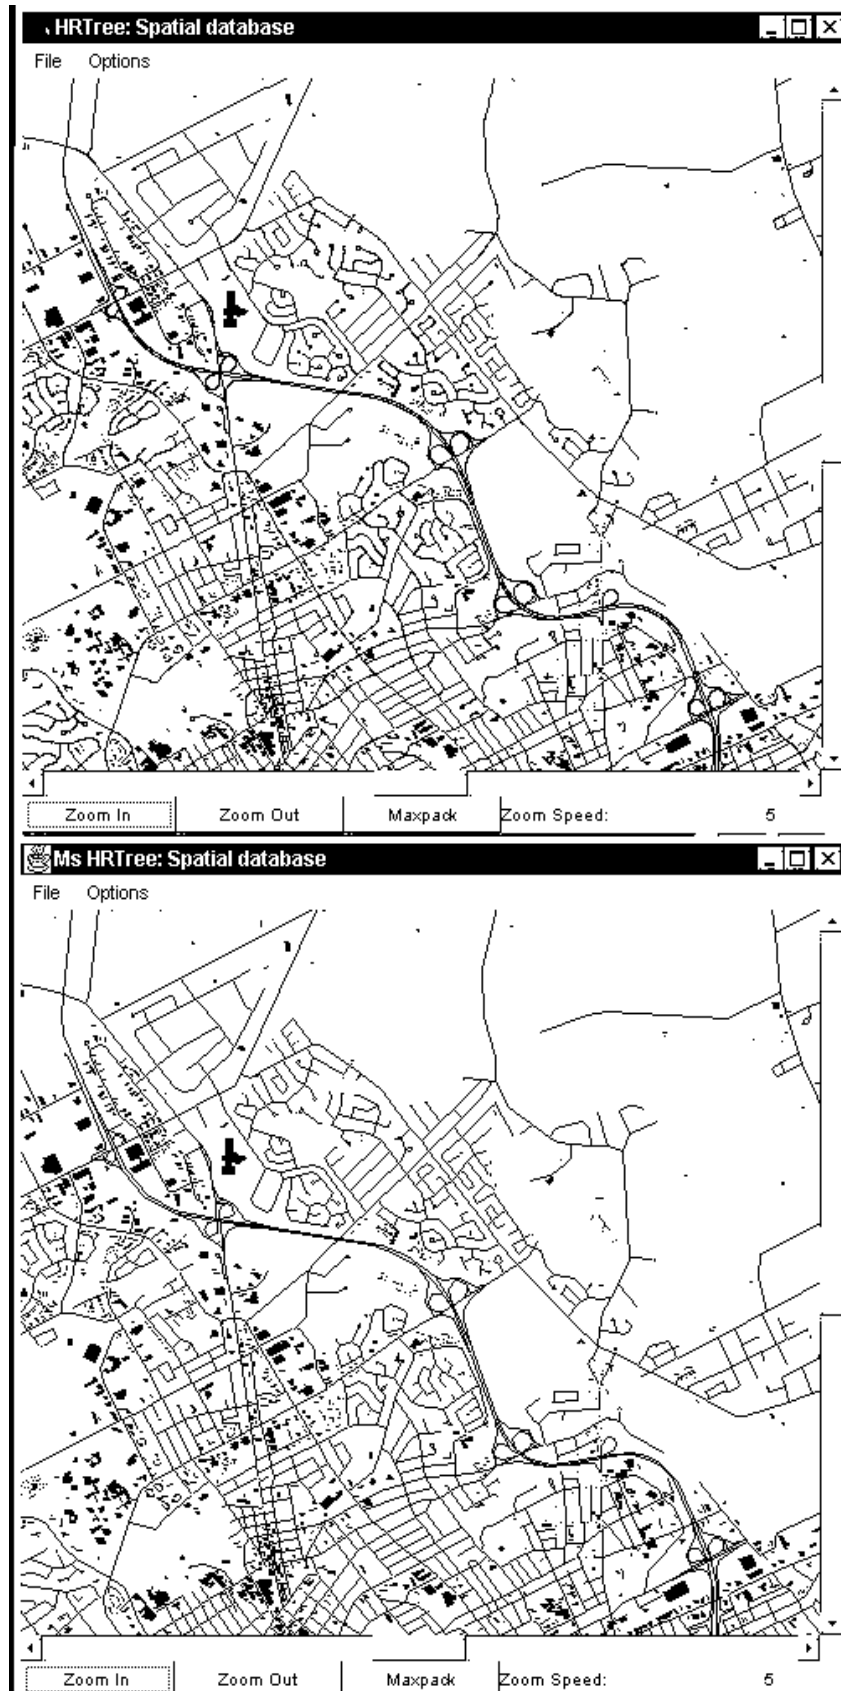 HRTree: Spatial database
File Options
Zoom In Zoom Out Maxpack Zoom Speed: 5
Ms HRTree: Spatial database
File Options
Zoom In Zoom Out Maxpack Zoom Speed: 5